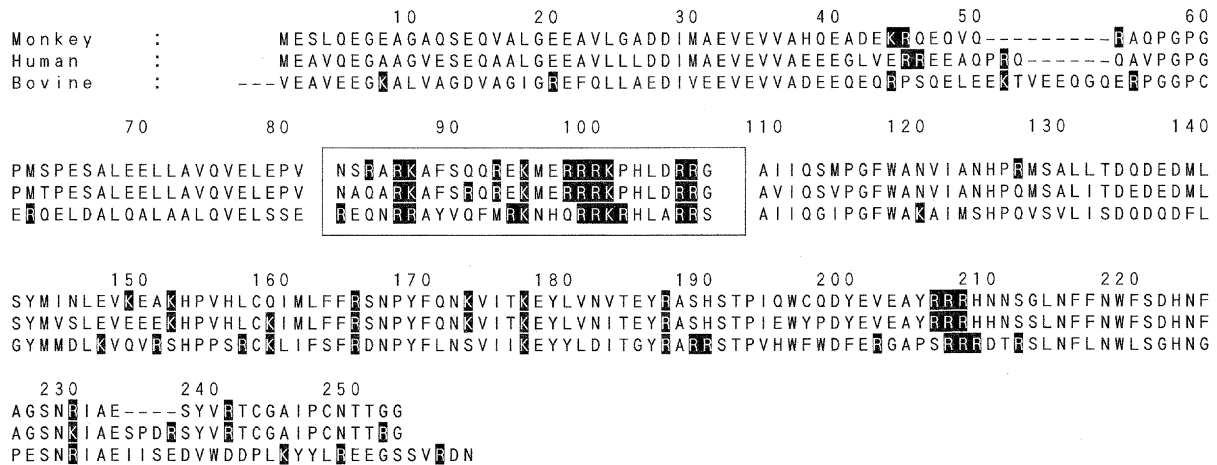 10 20 30 40 50 60
Monkey : MESLQEGEAGAQSEQVALGEEAVLGADDIMAEVEVVAHQEADEKRQEQVQ---------RAQPGPG
Human : MEAVQEGAAGVESEQAALGEEAVLLLDDIMAEVEVVAEEEGLVERREEAQPRQ------QAVPGPG
Bovine : ---VEAVEEGKALVAGDVAGIGREFQLLAEDIVEEVEVVADEEQEQRPSQELEEKTVEEQGQERPGGPC
70 80 90 100 110 120 130 140
PMSPESALEELLAVQVELEPV NSRARKAFSQQREKMERRRKPHLDRRG AIIQSMPGFWANVIANHPRMSALLTDQDEDML
PMTPESALEELLAVQVELEPV NAQARKAFSRQREKMERRRKPHLDRRG AVIQSVPGFWANVIANHPQMSALITDEDEDML
ERQELDALQALAALQVELSSE REQNRRAYVQFMRKNHQRRKRHLARRS AIIQGIPGFWAKAIMSHPQVSVLISDQDQDFL
150 160 170 180 190 200 210 220
SYMINLEVKEAKHPVHLCQIMLFFRSNPYFQNKVITKEYLVNVTEYRASHSTPIQWCQDYEVEAYRRRHNNSGLNFFNWFSDHNF
SYMVSLEVEEEKHPVHLCKIMLFFRSNPYFQNKVITKEYLVNITEYRASHSTPIEWYPDYEVEAYRRRHHNSSLNFFNWFSDHNF
GYMMDLKVQVRSHPPSRCKLIFSFRDNPYFLNSVIIKEYYLDITGYRARRSTPVHWFWDFERGAPSRRRDTRSLNFLNWLSGHNG
230 240 250
AGSNRIAE----SYVRTCGAIPCNTTGG
AGSNKIAESPDRSYVRTCGAIPCNTTRG
PESNRIAEIISEDVWDDPLKYYLREEGSSVRDN